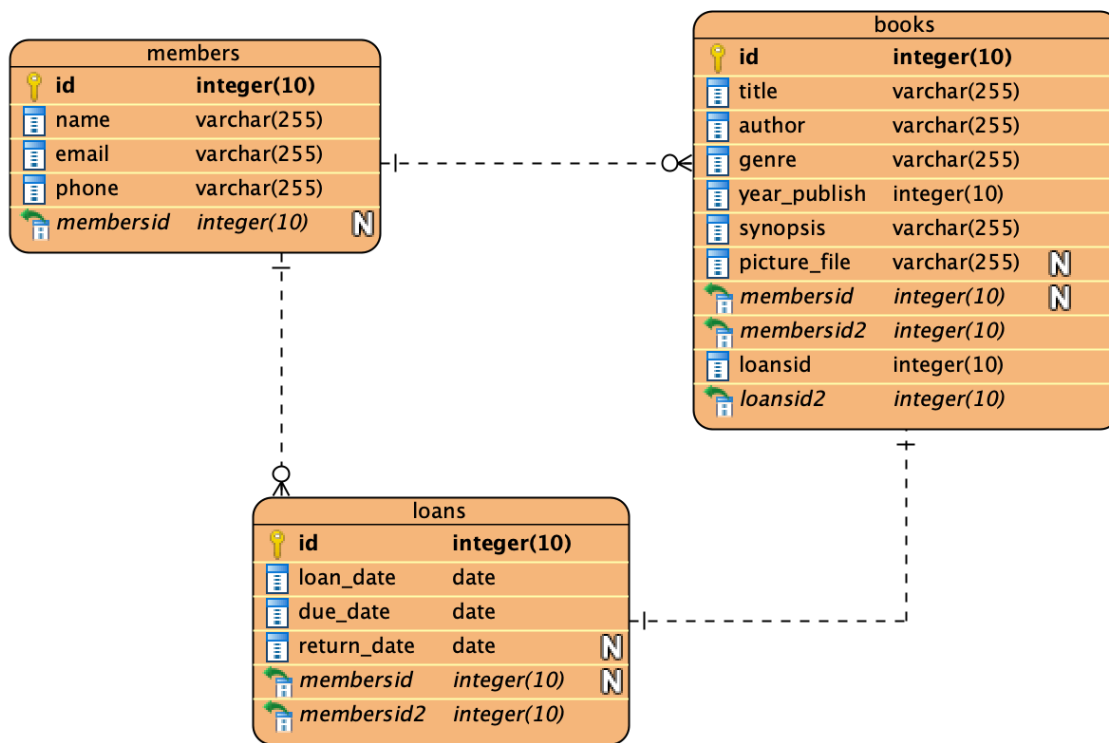 members
id integer(10)
name varchar(255)
email varchar(255)
phone varchar(255)
membersid integer(10) N
books
id integer(10)
title varchar(255)
author varchar(255)
genre varchar(255)
year_publish integer(10)
synopsis varchar(255)
picture_file varchar(255) N
membersid integer(10) N
membersid2 integer(10)
loansid integer(10)
loansid2 integer(10)
loans
id integer(10)
loan_date date
due_date date
return_date date N
membersid integer(10) N
membersid2 integer(10)